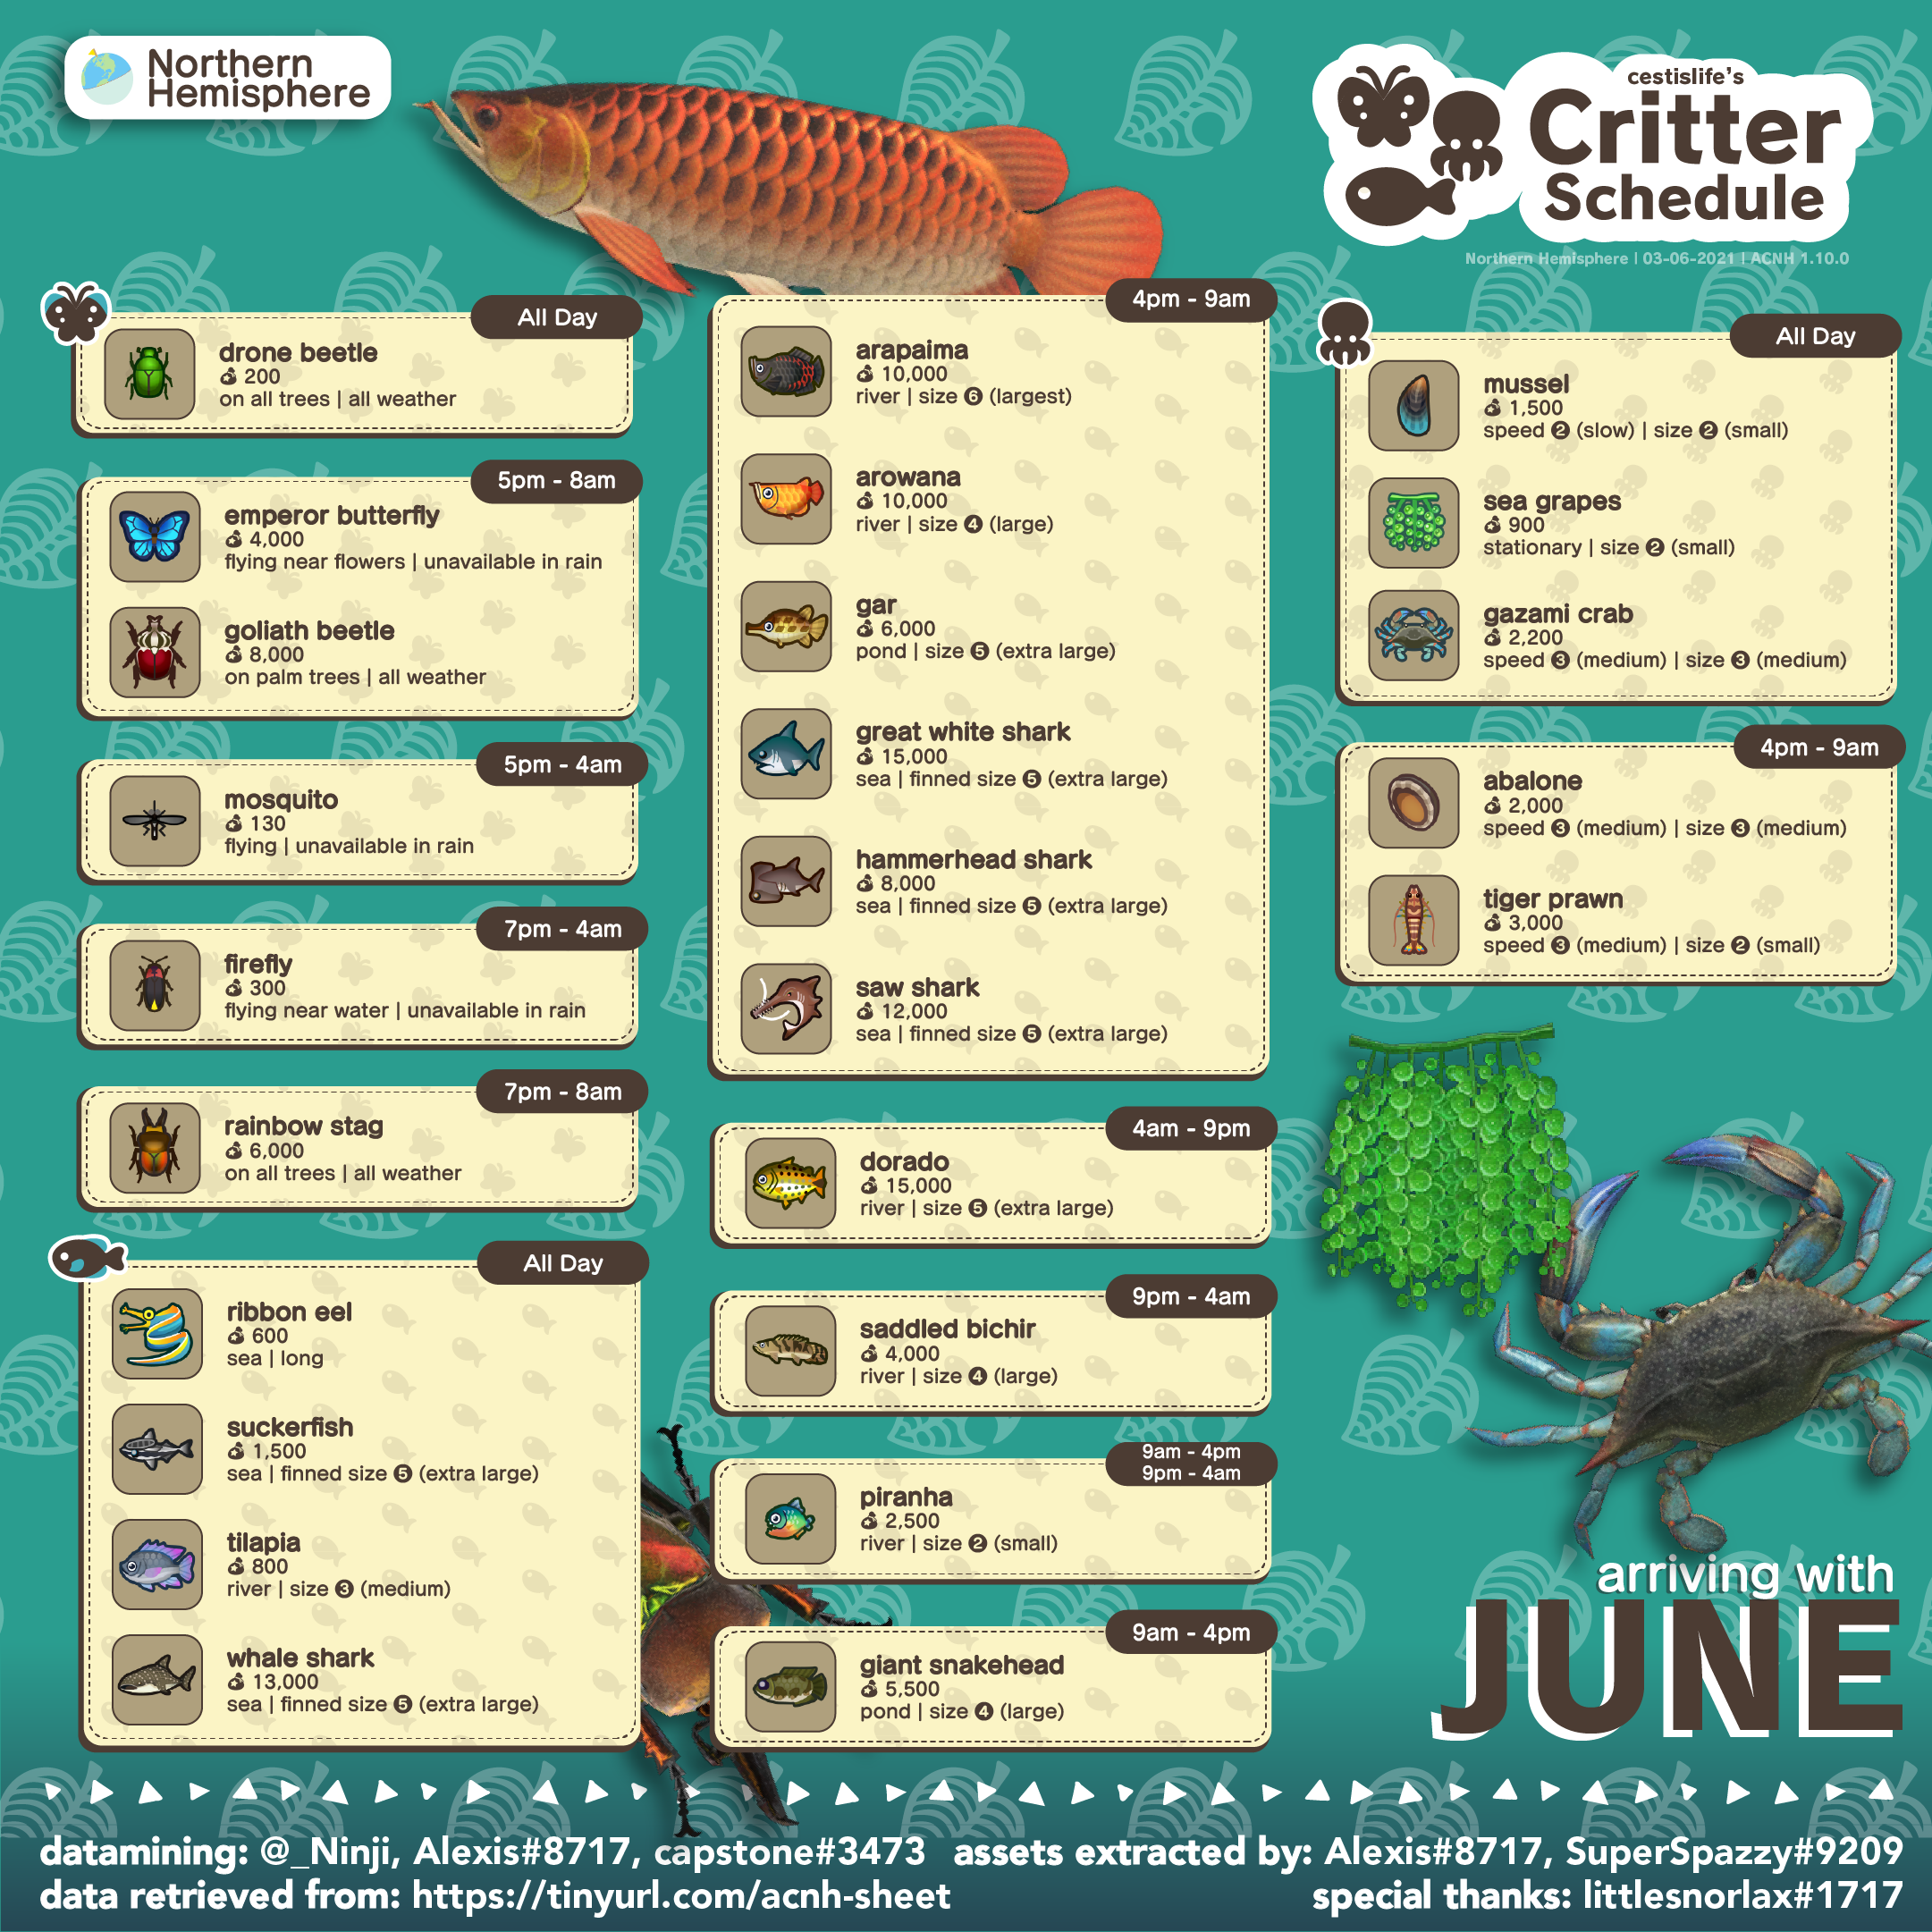 Northern
Hemisphere
cestislife's
Critter
Schedule
Northern Hemisphere | 03-06-2021 | ACNH 1.10.0
All Day
drone beetle
200
on all trees | all weather
5pm - 8am
emperor butterfly
4,000
flying near flowers | unavailable in rain
goliath beetle
8,000
on palm trees | all weather
5pm - 4am
mosquito
130
flying | unavailable in rain
7pm - 4am
firefly
300
flying near water | unavailable in rain
7pm - 8am
rainbow stag
6,000
on all trees | all weather
All Day
ribbon eel
600
sea | long
suckerfish
1,500
sea | finned size 5 (extra large)
tilapia
800
river | size 3 (medium)
whale shark
13,000
sea | finned size 5 (extra large)
4pm - 9am
arapaima
10,000
river | size 6 (largest)
arowana
10,000
river | size 4 (large)
gar
6,000
pond | size 5 (extra large)
great white shark
15,000
sea | finned size 5 (extra large)
hammerhead shark
8,000
sea | finned size 5 (extra large)
saw shark
12,000
sea | finned size 5 (extra large)
4am - 9pm
dorado
15,000
river | size 5 (extra large)
9pm - 4am
saddled bichir
4,000
river | size 4 (large)
9am - 4pm
9pm - 4am
piranha
2,500
river | size 2 (small)
9am - 4pm
giant snakehead
5,500
pond | size 4 (large)
All Day
mussel
1,500
speed 2 (slow) | size 2 (small)
sea grapes
900
stationary | size 2 (small)
gazami crab
2,200
speed 3 (medium) | size 3 (medium)
4pm - 9am
abalone
2,000
speed 3 (medium) | size 3 (medium)
tiger prawn
3,000
speed 3 (medium) | size 2 (small)
arriving with
JUNE
datamining: @_Ninji, Alexis#8717, capstone#3473 assets extracted by: Alexis#8717, SuperSpazzy#9209
data retrieved from: https://tinyurl.com/acnh-sheet special thanks: littlesnorlax#1717